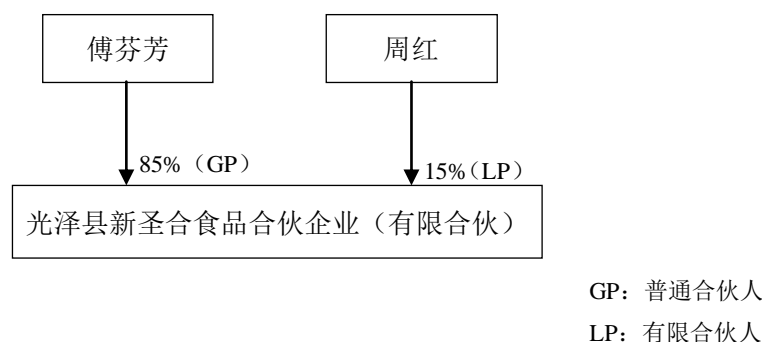 傅芬芳
周红
85%（GP）
15%(LP)
光泽县新圣合食品合伙企业（有限合伙）
GP：普通合伙人
LP：有限合伙人